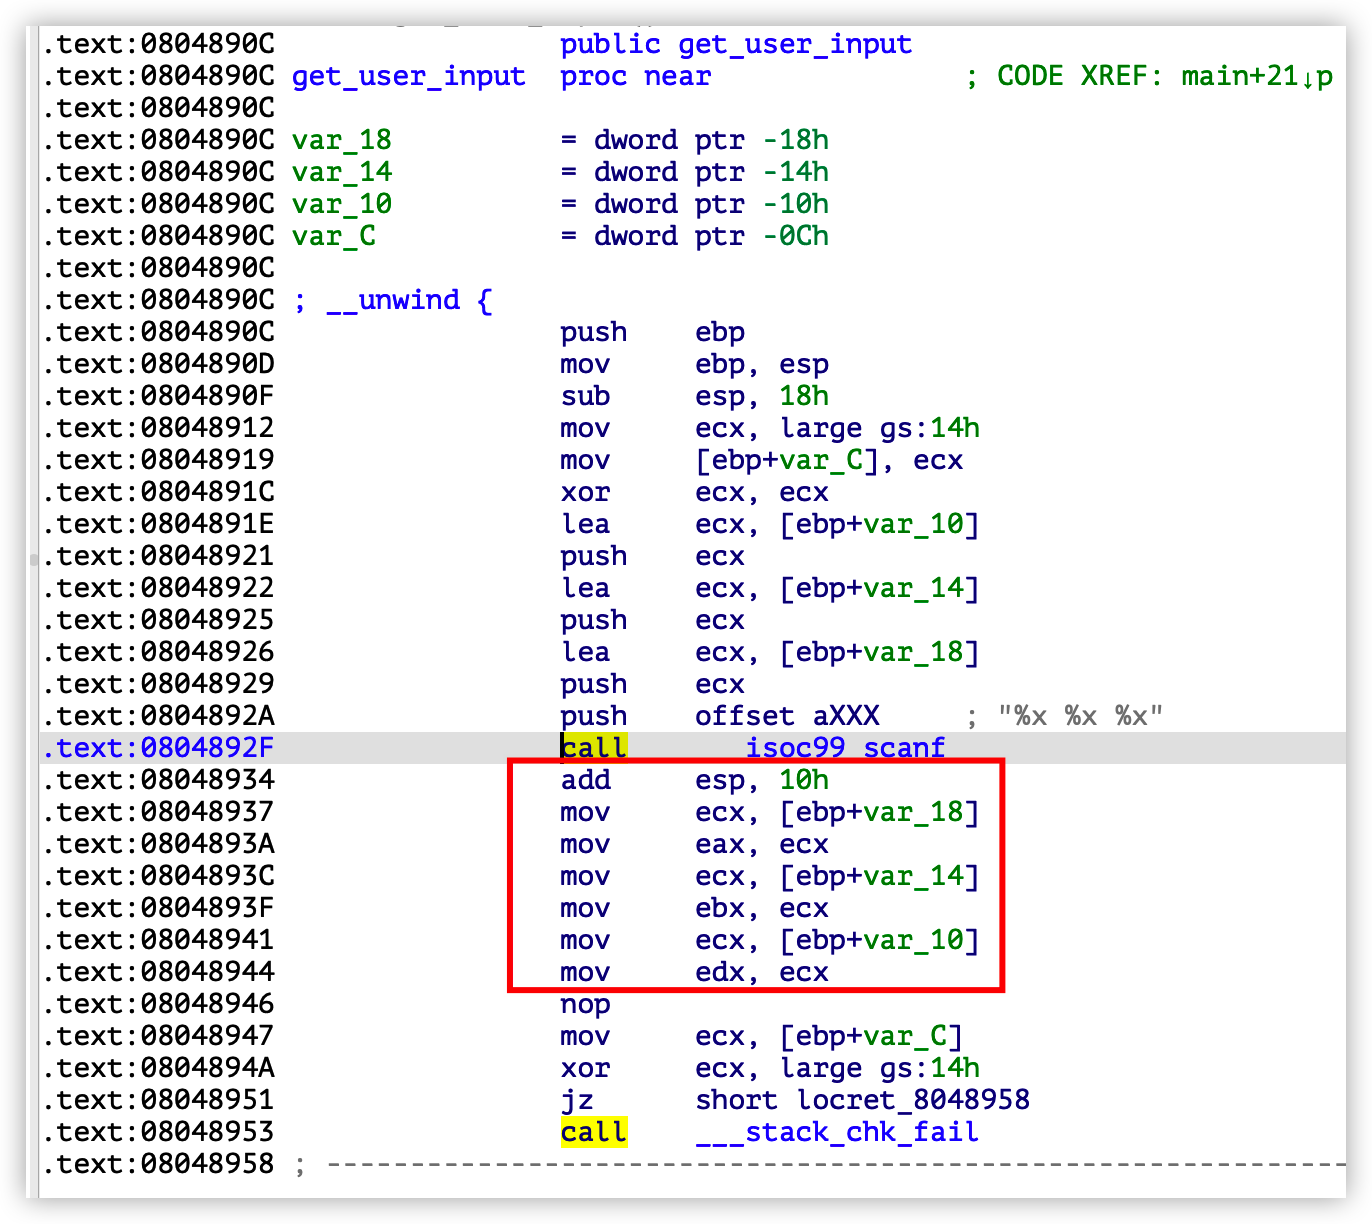 .text:0804890C public get_user_input
.text:0804890C get_user_input proc near ; CODE XREF: main+21↓p
.text:0804890C
.text:0804890C var_18 = dword ptr -18h
.text:0804890C var_14 = dword ptr -14h
.text:0804890C var_10 = dword ptr -10h
.text:0804890C var_C = dword ptr -0Ch
.text:0804890C
.text:0804890C ; __unwind {
.text:0804890C push ebp
.text:0804890D mov ebp, esp
.text:0804890F sub esp, 18h
.text:08048912 mov ecx, large gs:14h
.text:08048919 mov [ebp+var_C], ecx
.text:0804891C xor ecx, ecx
.text:0804891E lea ecx, [ebp+var_10]
.text:08048921 push ecx
.text:08048922 lea ecx, [ebp+var_14]
.text:08048925 push ecx
.text:08048926 lea ecx, [ebp+var_18]
.text:08048929 push ecx
.text:0804892A push offset aXXX ; "%x %x %x"
.text:0804892F call isoc99 scanf
.text:08048934 add esp, 10h
.text:08048937 mov ecx, [ebp+var_18]
.text:0804893A mov eax, ecx
.text:0804893C mov ecx, [ebp+var_14]
.text:0804893F mov ebx, ecx
.text:08048941 mov ecx, [ebp+var_10]
.text:08048944 mov edx, ecx
.text:08048946 nop
.text:08048947 mov ecx, [ebp+var_C]
.text:0804894A xor ecx, large gs:14h
.text:08048951 jz short locret_8048958
.text:08048953 call ___stack_chk_fail
.text:08048958 ; ---------------------------------------------------------------